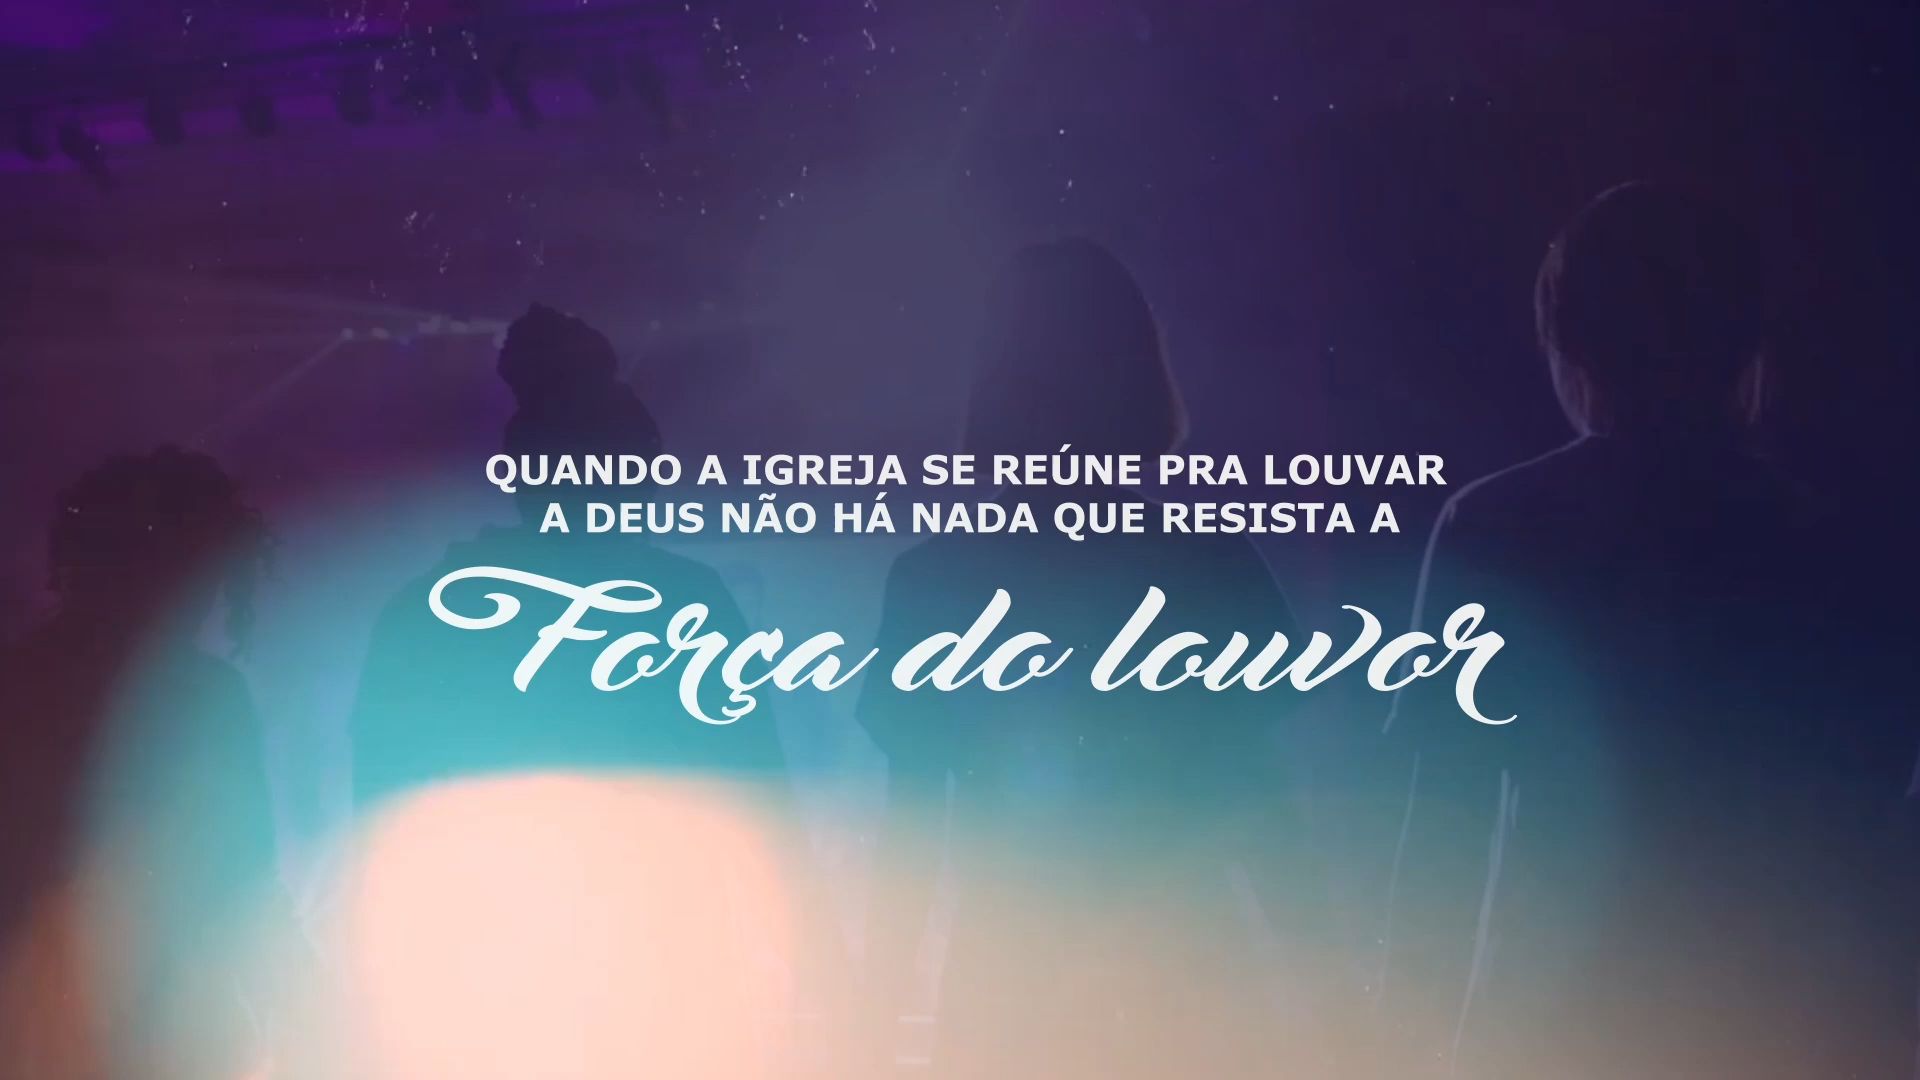 QUANDO A IGREJA SE REÚNE PRA LOUVAR
A DEUS NÃO HÁ NADA QUE RESISTA A
Força do louvor